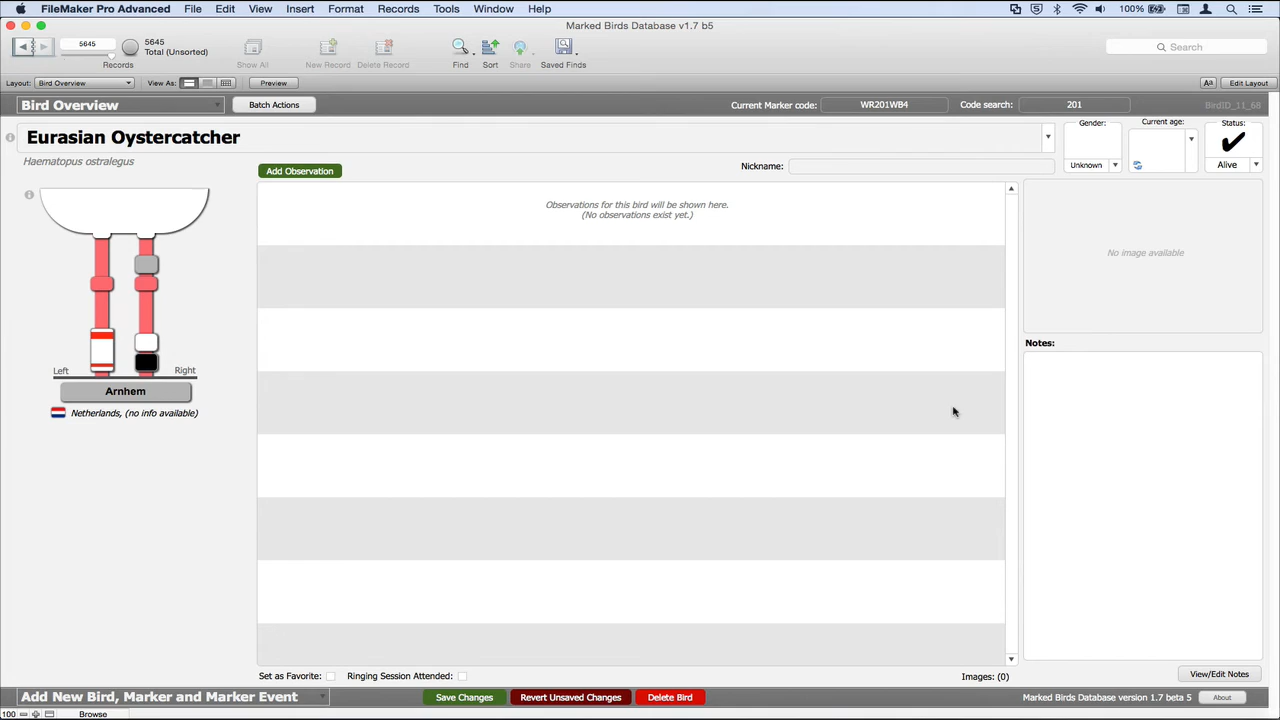 FileMaker Pro Advanced File Edit View Insert Format Records Tools Window Help 100%
Marked Birds Database v1.7 b5
5645 5645 Total (Unsorted) Records Show All New Record Delete Record Find Sort Share Saved Finds Search
Layout: Bird Overview View As: Preview Aa Edit Layout
Bird Overview Batch Actions Current Marker code: WR201WB4 Code search: 201 BirdID_11_68
Eurasian Oystercatcher Gender: Current age: Status:
Haematopus ostralegus Nickname: Unknown Alive
Add Observation
Observations for this bird will be shown here.
(No observations exist yet.)
No image available
Notes:
Left Right
Arnhem
Netherlands, (no info available)
Set as Favorite: Ringing Session Attended: Images: (0) View/Edit Notes
Add New Bird, Marker and Marker Event Save Changes Revert Unsaved Changes Delete Bird Marked Birds Database version 1.7 beta 5 About
100 Browse